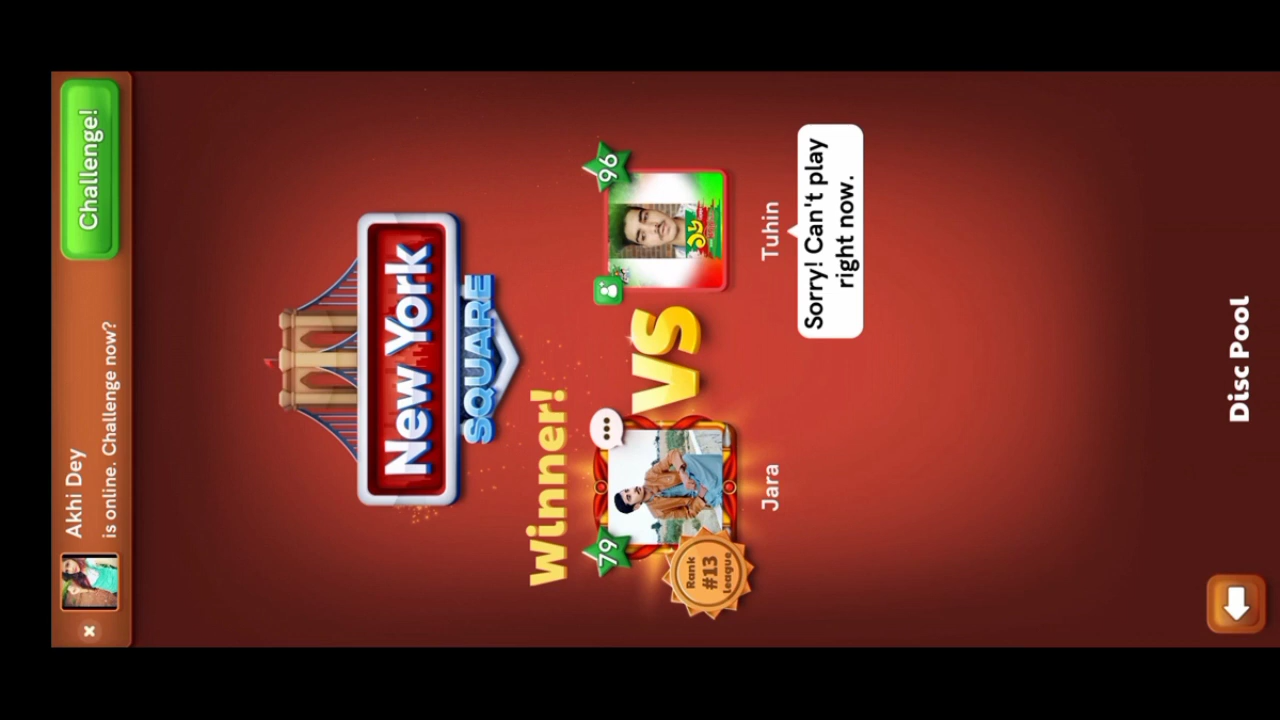 Akhi Dey
is online. Challenge now?
Challenge!
New York
SQUARE
Winner!
79
96
VS
Rank
#13
League
Jara
Tuhin
Sorry! Can't play
right now.
Disc Pool